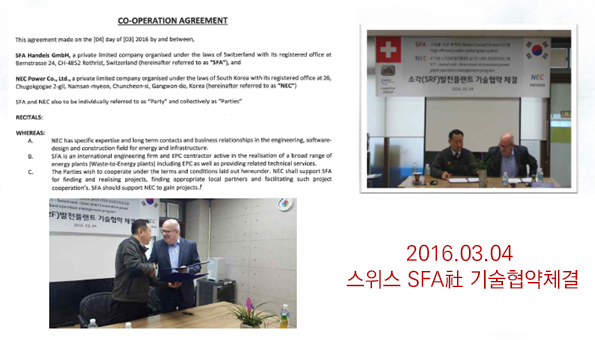 CO-OPERATION AGREEMENT
This agreement made on the [04] day of [03] 2016 by and between,
SFA Handels GmbH, a private limited company organised under the laws of Switzerland with its registered office at
Bernstrasse 24, CH-4852 Rothrist, Switzerland (hereinafter referred to as "SFA"), and
NEC Power Co., Ltd., a private limited company organised under the laws of South Korea with its registered office at 26,
Chugokgogae 2-gil, Namsan-myeon, Chuncheon-si, Gangwon-do, Korea (hereinafter referred to as "NEC")
SFA and NEC also to be individually referred to as "Party" and collectively as "Parties"
RECITALS:
WHEREAS:
A. NEC has specific expertise and long term contacts and business relationships in the engineering, software-
design and construction field for energy and infrastructure.
B. SFA is an international engineering firm and EPC contractor active in the realisation of a broad range of
energy plants (Waste-to-Energy plants) including EPC as well as providing related technical services.
C. The Parties wish to cooperate under the terms and conditions laid out hereunder. NEC shall support SFA
for finding and realising projects, finding appropriate local partners and facilitating such project
cooperation's. SFA should support NEC to gain projects.
SFA
NEC
SFA
NEC
소각(SRF)발전플랜트 기술협약 체결
2016. 03. 04
SRF)발전플랜트 기술협약 체결
2016. 03. 04
2016.03.04
스위스 SFA社 기술협약체결